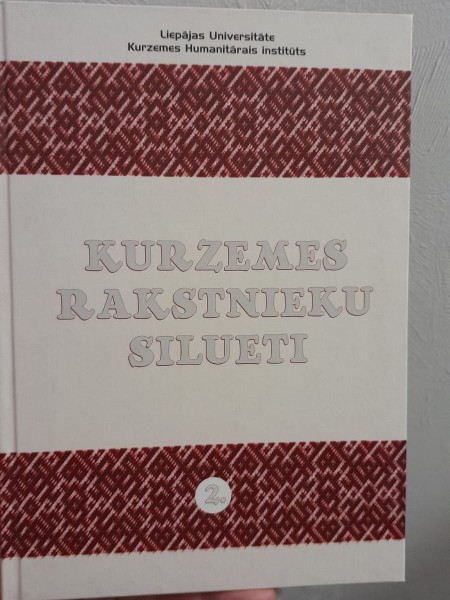 Liepājas Universitāte
Kurzemes Humanitārais institūts
KURZEMES
RAKSTNIEKU
SILUETI
2.